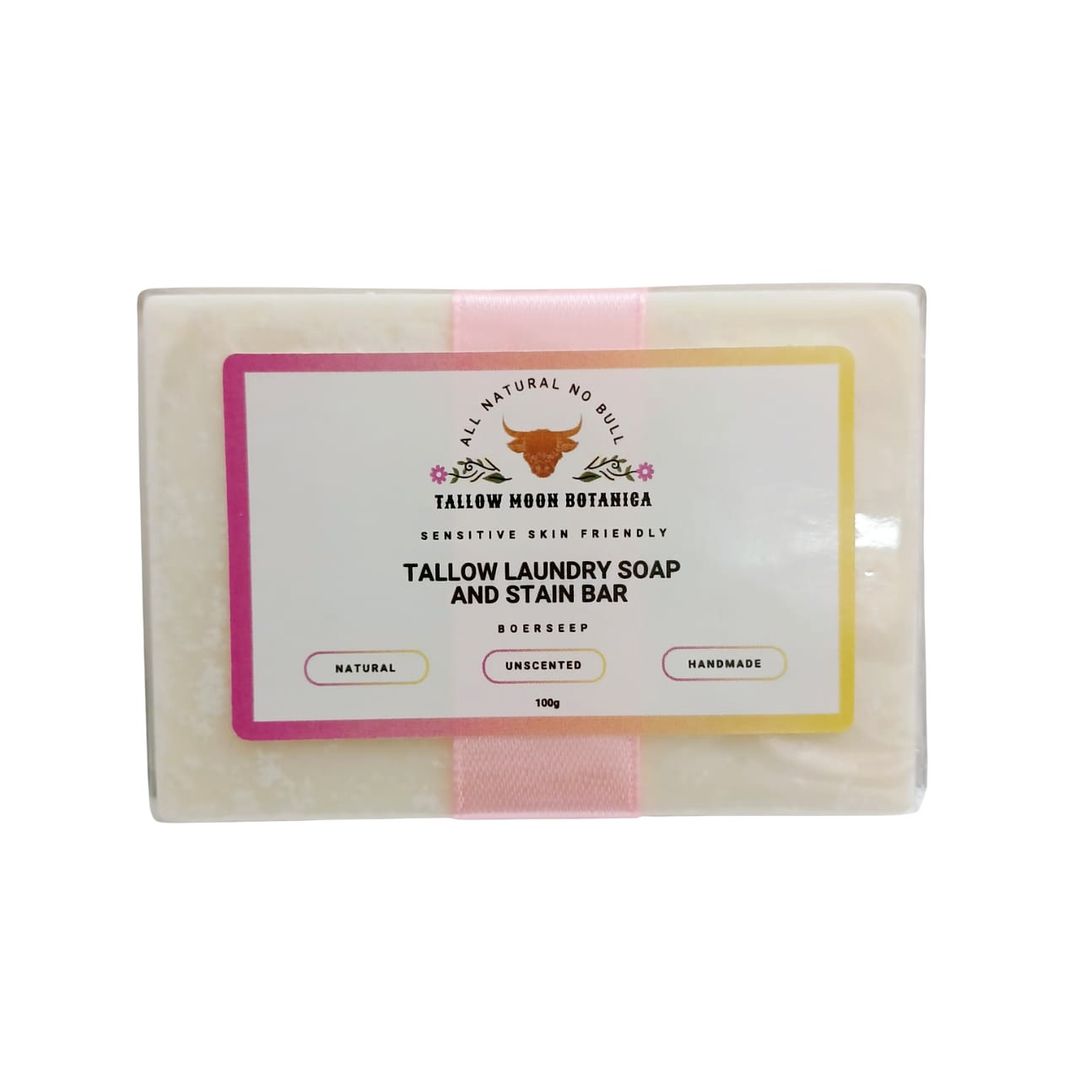 ALL NATURAL NO BULL
TALLOW MOON BOTANICA
SENSITIVE SKIN FRIENDLY
TALLOW LAUNDRY SOAP
AND STAIN BAR
BOERSEEP
NATURAL UNSCENTED HANDMADE
100g